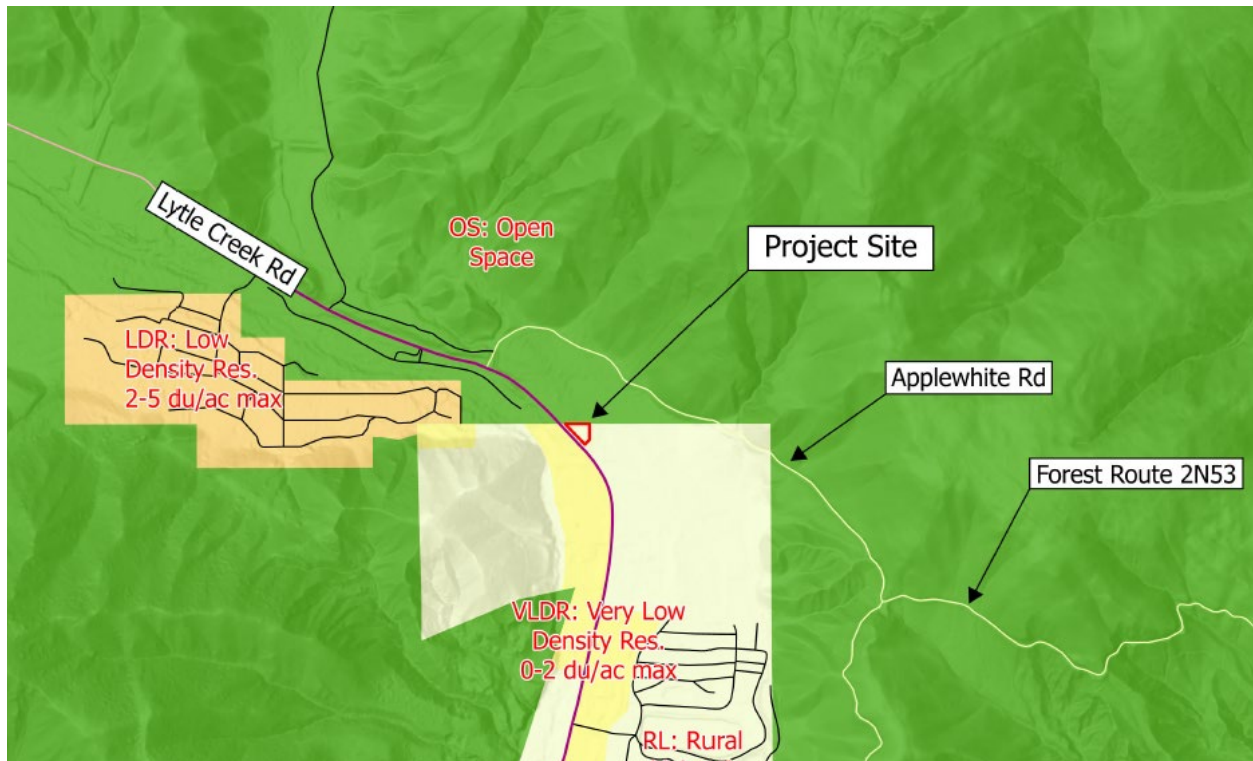 Lytle Creek Rd
OS: Open
Space
Project Site
LDR: Low
Density Res.
2-5 du/ac max
Applewhite Rd
Forest Route 2N53
VLDR: Very Low
Density Res.
0-2 du/ac max
RL: Rural